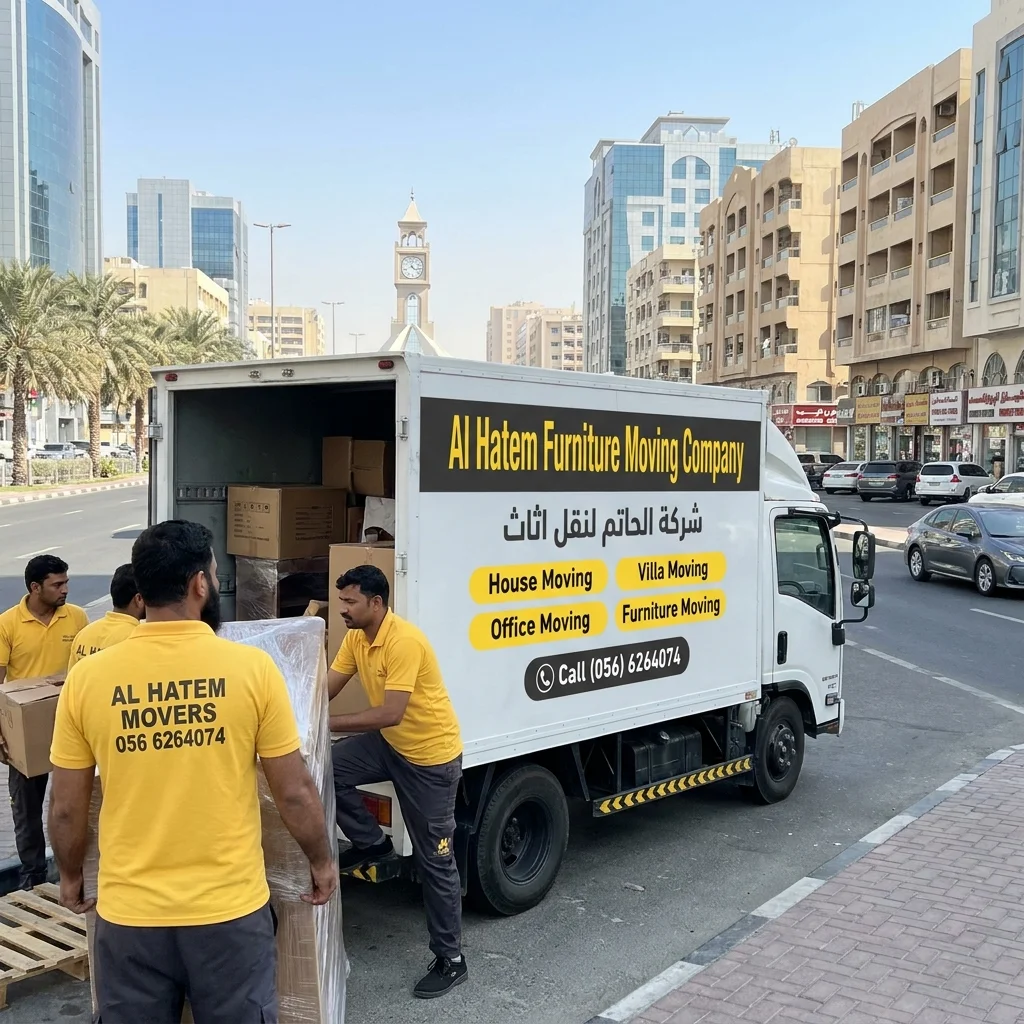 Al Hatem Furniture Moving Company
شركة الحاتم لنقل اثاث
House Moving
Villa Moving
Office Moving
Furniture Moving
Call (056) 6264074
AL HATEM
MOVERS
056 6264074